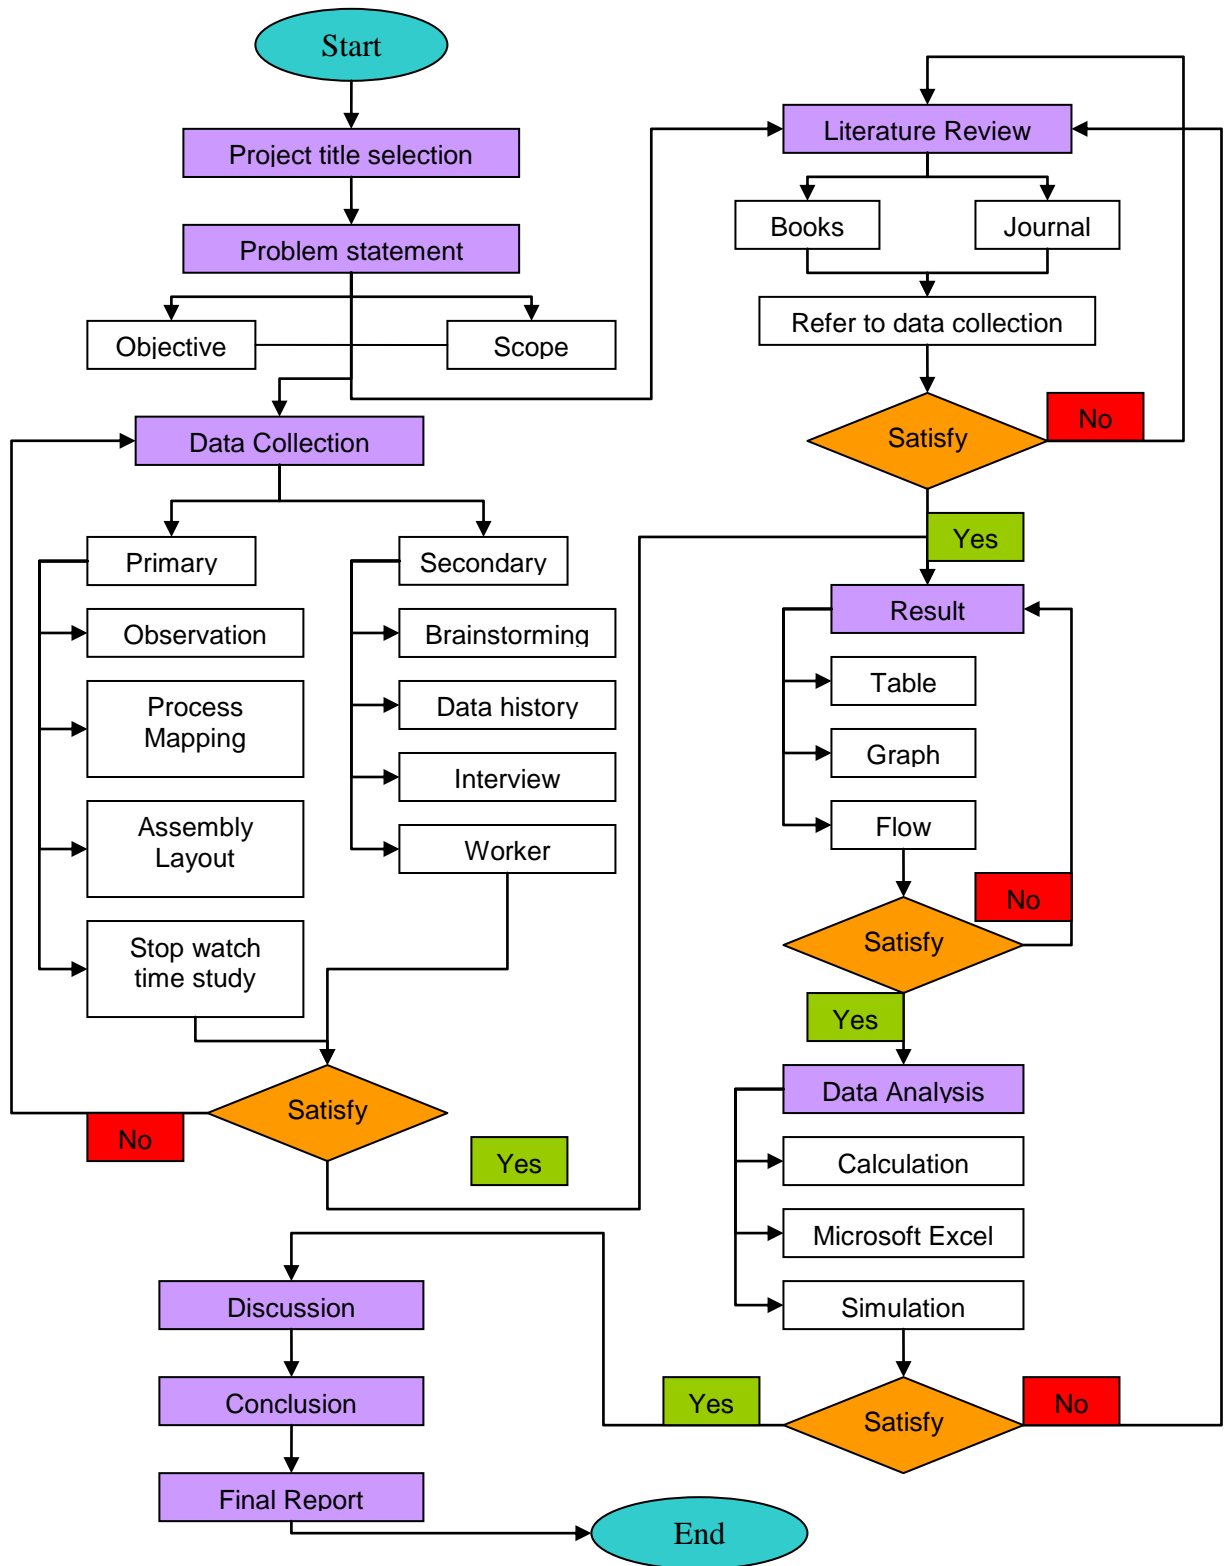 Start
Project title selection
Problem statement
Objective
Scope
Data Collection
Primary
Secondary
Observation
Brainstorming
Process
Mapping
Data history
Interview
Assembly
Layout
Worker
Stop watch
time study
Satisfy
No
Yes
Literature Review
Books
Journal
Refer to data collection
Satisfy
No
Yes
Result
Table
Graph
Flow
No
Satisfy
Yes
Data Analysis
Calculation
Microsoft Excel
Simulation
Satisfy
Yes
No
Discussion
Conclusion
Final Report
End